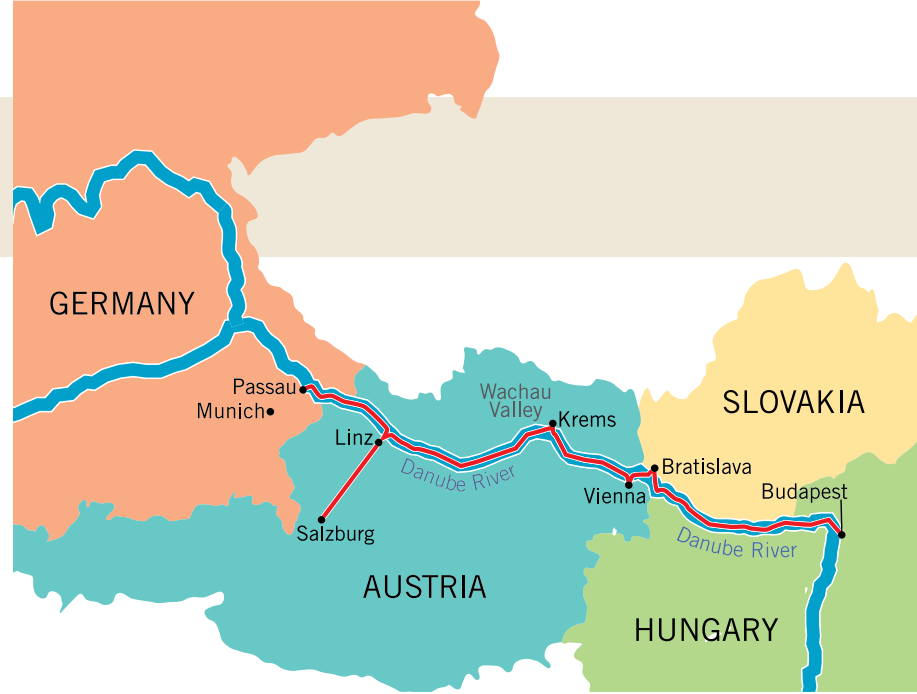 GERMANY
Passau
Munich
Wachau
Valley
Krems
SLOVAKIA
Linz
Danube River
Bratislava
Vienna
Budapest
Salzburg
Danube River
AUSTRIA
HUNGARY